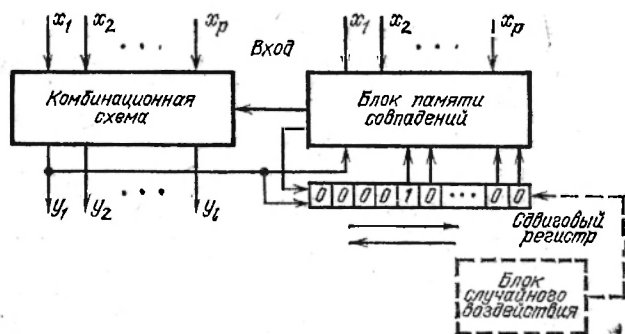 x₁ x₂ ... xₚ
Вход
x₁ x₂ ... xₚ
Комбинационная
схема
Блок памяти
совпадений
y₁ y₂ ... yₗ
0 0 0 0 1 0 ... 0 0
Сдвиговый
регистр
Блок
случайного
воздействия